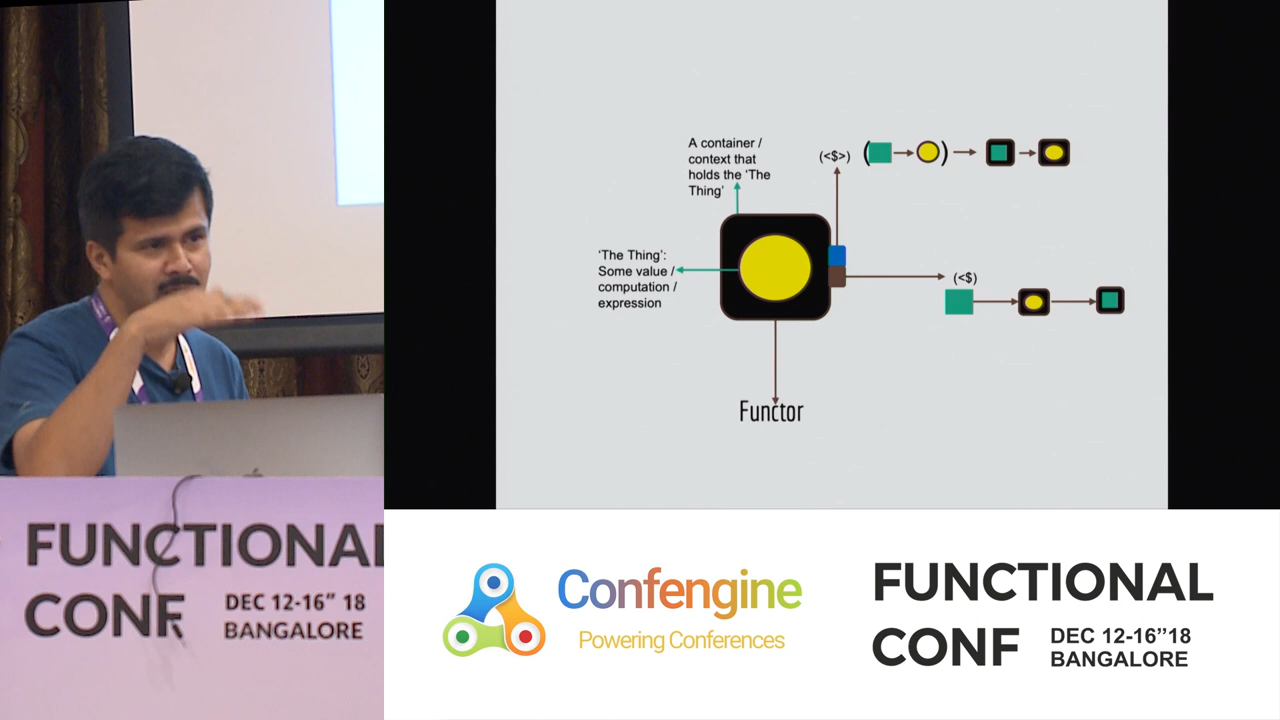 A container /
context that
holds the 'The
Thing'
(<$>)
( → ) → →
'The Thing':
Some value /
computation /
expression
(<$)
Functor
FUNCTIONAL
CONF
DEC 12-16" 18
BANGALORE
Confengine
Powering Conferences
FUNCTIONAL
CONF
DEC 12-16”18
BANGALORE